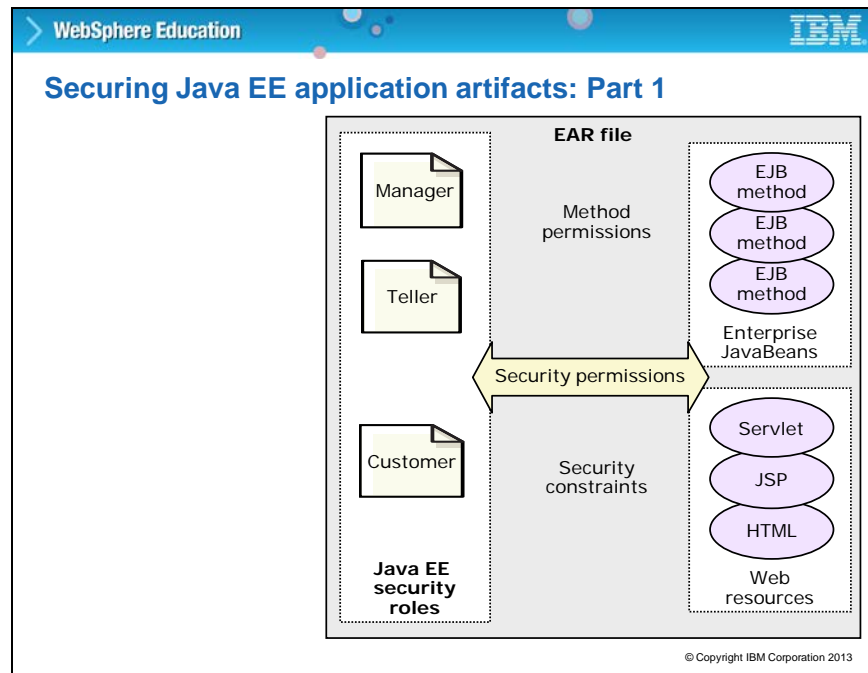 WebSphere Education
IBM
Securing Java EE application artifacts: Part 1
EAR file
Manager
Teller
Customer
Java EE
security
roles
Method
permissions
Security permissions
Security
constraints
EJB
method
EJB
method
EJB
method
Enterprise
JavaBeans
Servlet
JSP
HTML
Web
resources
© Copyright IBM Corporation 2013